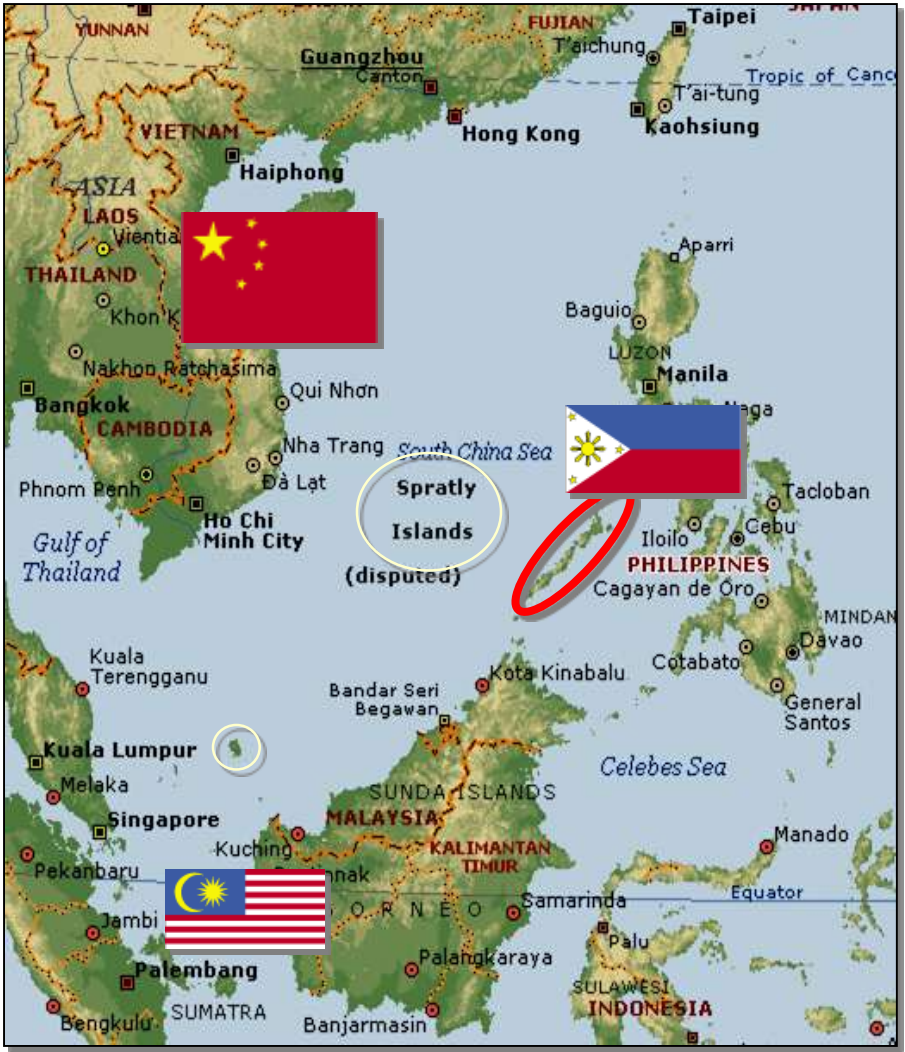 YUNNAN
FUJIAN
Taipei
T'aichung
Guangzhou
Canton
Tropic of Canc
T'ai-tung
Kaohsiung
Hong Kong
VIETNAM
Haiphong
ASIA
LAOS
Vientia
THAILAND
Khon K
Aparri
Baguio
LUZON
Manila
Nakhon Ratchasima
Bangkok
CAMBODIA
Qui Nhơn
Naga
Nha Trang
South China Sea
Đà Lạt
Phnom Penh
Spratly
Islands
(disputed)
Ho Chi
Minh City
Gulf of
Thailand
Tacloban
Iloilo
Cebu
PHILIPPINES
Cagayan de Oro
MINDAN
Davao
Cotabato
General
Santos
Kuala
Terengganu
Kota Kinabalu
Bandar Seri
Begawan
Kuala Lumpur
Celebes Sea
Melaka
SUNDA ISLANDS
Singapore
MALAYSIA
Kuching
KALIMANTAN
TIMUR
Manado
Pekanbaru
Equator
Samarinda
O R N E O
Jambi
Palu
Palangkaraya
Palembang
SULAWESI
SUMATRA
INDONESIA
Bengkulu
Banjarmasin